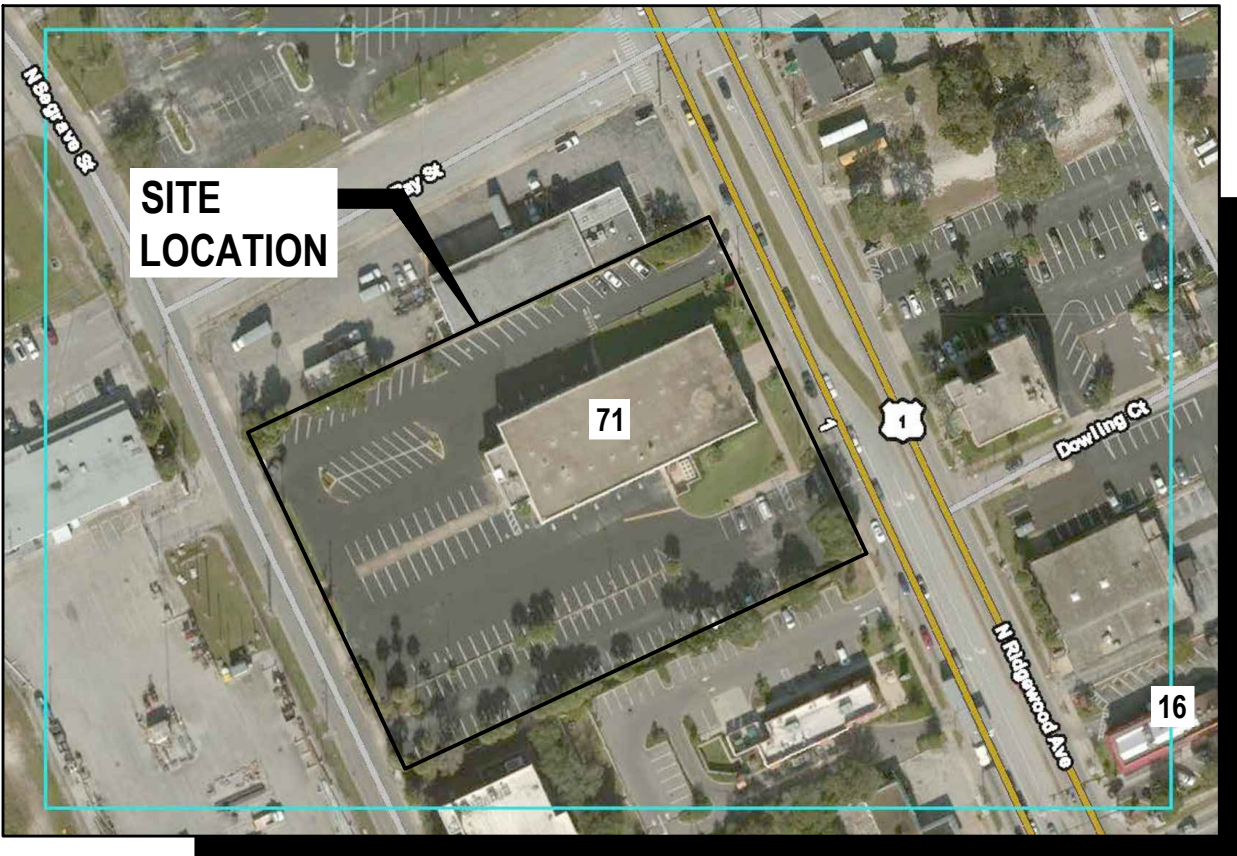 N Segrave St
SITE
LOCATION
Bay St
71
1
1
Dowling Ct
N Ridgewood Ave
16